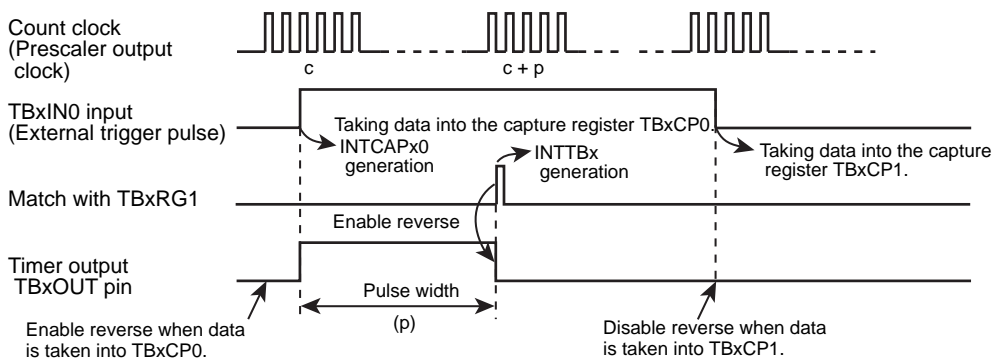 Count clock
(Prescaler output
clock)
c
c + p
TBxIN0 input
(External trigger pulse)
Taking data into the capture register TBxCP0.
INTCAPx0
generation
INTTBx
generation
Taking data into the capture
register TBxCP1.
Match with TBxRG1
Enable reverse
Timer output
TBxOUT pin
Pulse width
(p)
Enable reverse when data
is taken into TBxCP0.
Disable reverse when data
is taken into TBxCP1.